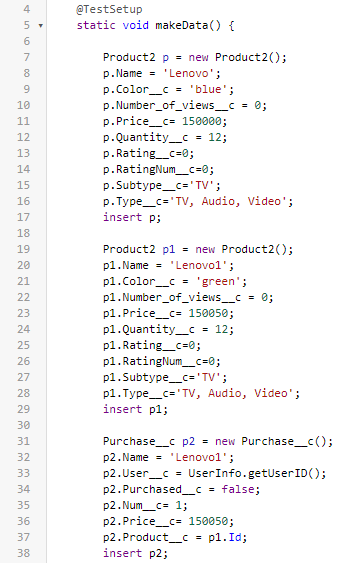 4 @TestSetup
5 static void makeData() {
6
7 Product2 p = new Product2();
8 p.Name = 'Lenovo';
9 p.Color__c = 'blue';
10 p.Number_of_views__c = 0;
11 p.Price__c= 150000;
12 p.Quantity__c = 12;
13 p.Rating__c=0;
14 p.RatingNum__c=0;
15 p.Subtype__c='TV';
16 p.Type__c='TV, Audio, Video';
17 insert p;
18
19 Product2 p1 = new Product2();
20 p1.Name = 'Lenovo1';
21 p1.Color__c = 'green';
22 p1.Number_of_views__c = 0;
23 p1.Price__c= 150050;
24 p1.Quantity__c = 12;
25 p1.Rating__c=0;
26 p1.RatingNum__c=0;
27 p1.Subtype__c='TV';
28 p1.Type__c='TV, Audio, Video';
29 insert p1;
30
31 Purchase__c p2 = new Purchase__c();
32 p2.Name = 'Lenovo1';
33 p2.User__c = UserInfo.getUserID();
34 p2.Purchased__c = false;
35 p2.Num__c= 1;
36 p2.Price__c= 150050;
37 p2.Product__c = p1.Id;
38 insert p2;